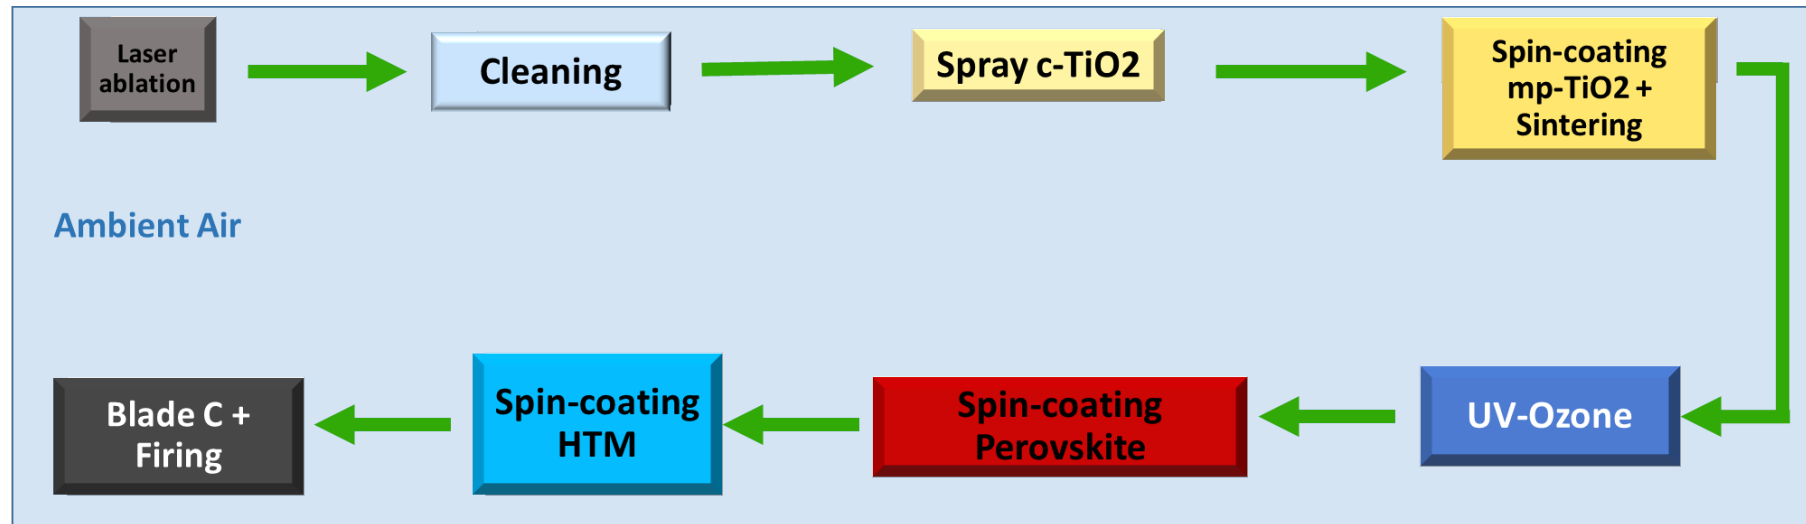 Laser
ablation
Cleaning
Spray c-TiO2
Spin-coating
mp-TiO2 +
Sintering
Ambient Air
Blade C +
Firing
Spin-coating
HTM
Spin-coating
Perovskite
UV-Ozone